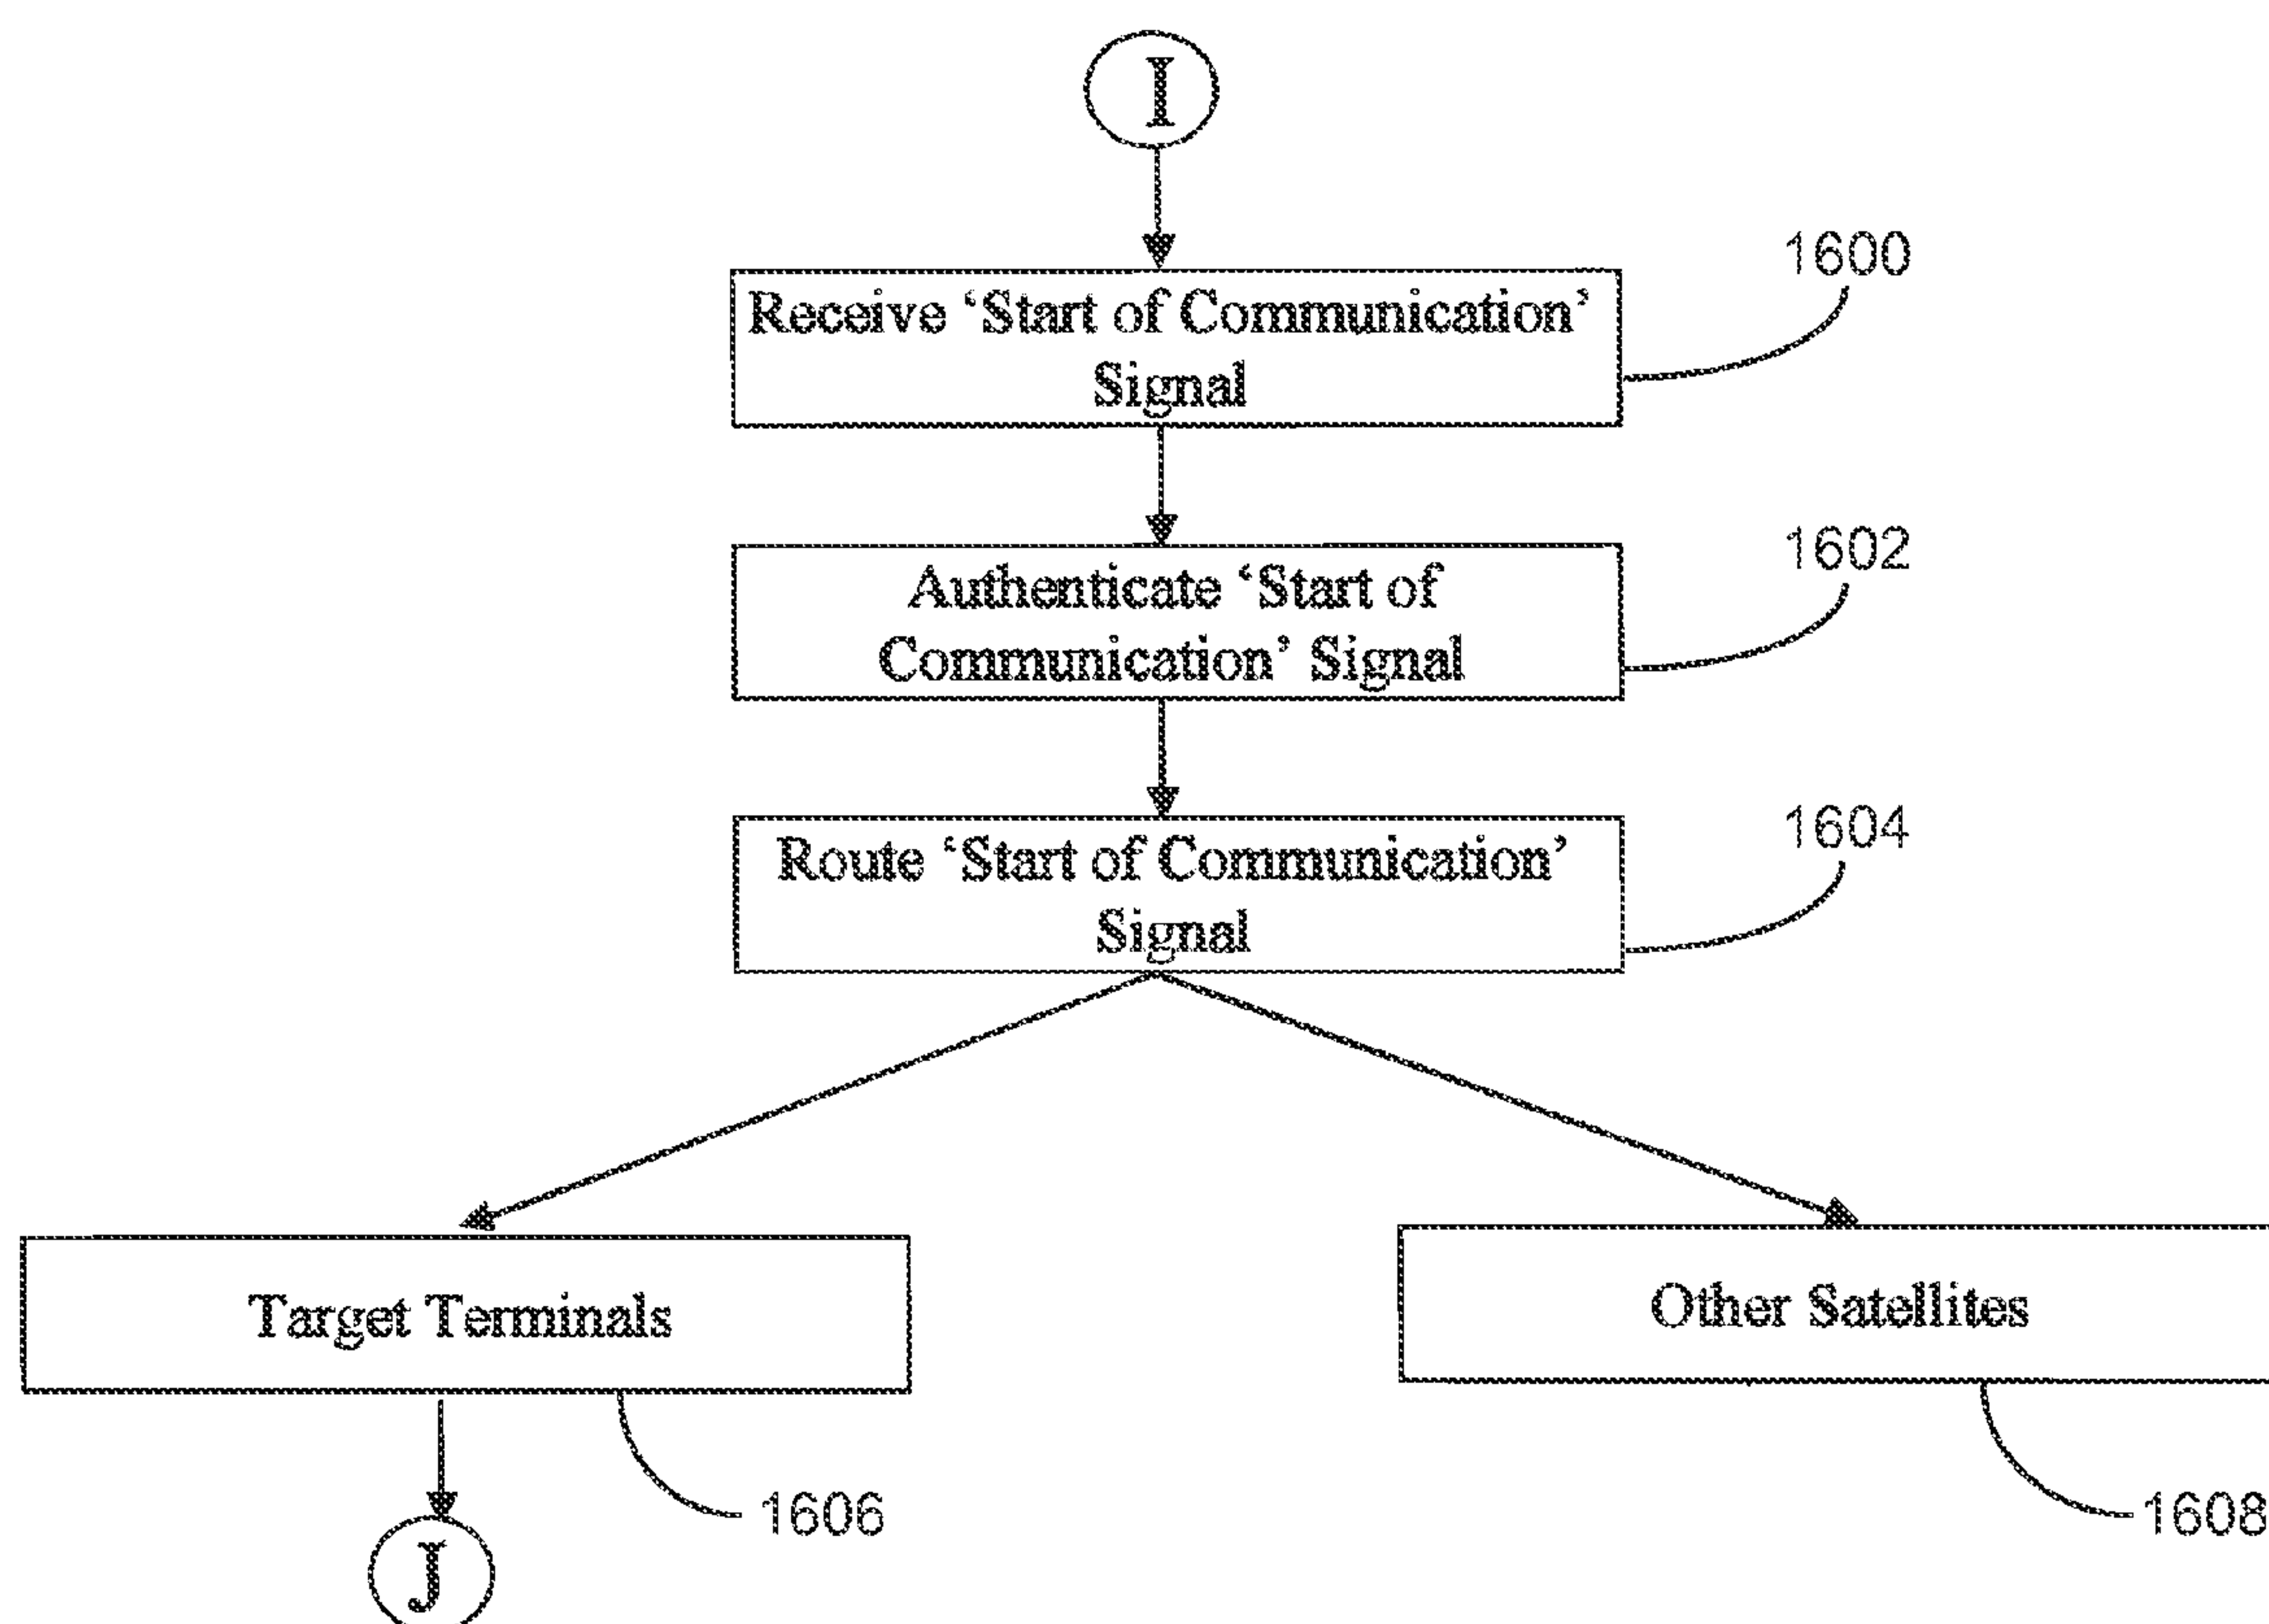 I
1600
Receive ‘Start of Communication’
Signal
1602
Authenticate ‘Start of
Communication’ Signal
1604
Route ‘Start of Communication’
Signal
Target Terminals
Other Satellites
1606
1608
J